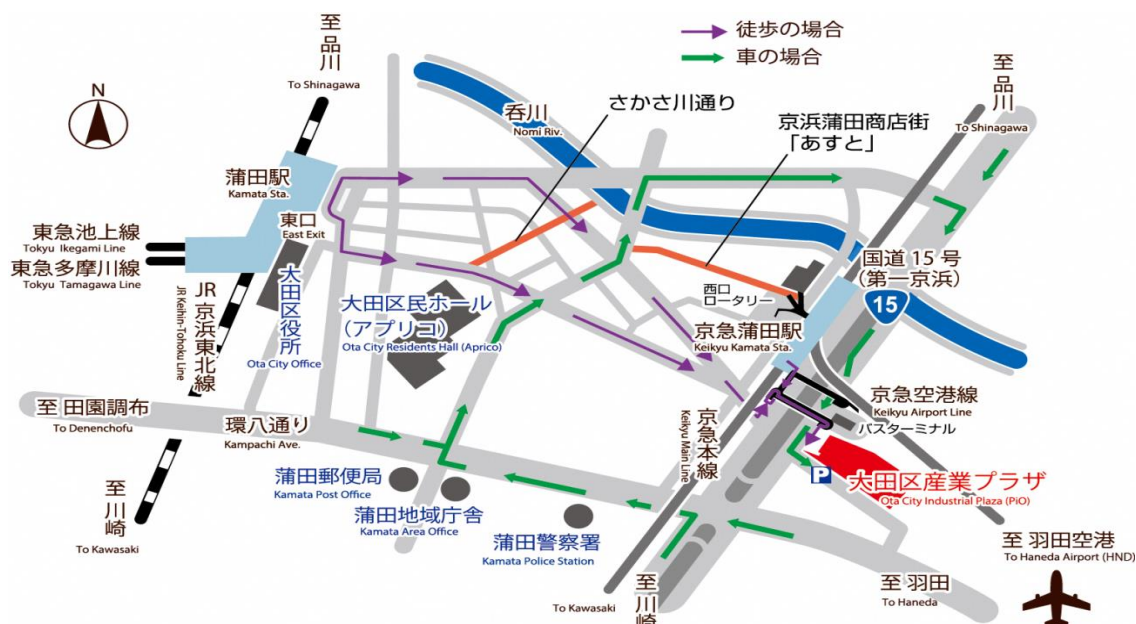 徒歩の場合
車の場合
N
至 品川
To Shinagawa
呑川
Nomi Riv.
さかさ川通り
京浜蒲田商店街
「あすと」
至 品川
To Shinagawa
蒲田駅
Kamata Sta.
東口
East Exit
東急池上線
Tokyu Ikegami Line
東急多摩川線
Tokyu Tamagawa Line
JR 京浜東北線
JR Keihin-Tohoku Line
大田区役所
Ota City Office
大田区民ホール
（アプリコ）
Ota City Residents Hall (Aprico)
西口
ロータリー
京急蒲田駅
Keikyu Kamata Sta.
国道 15 号
（第一京浜）
15
京急空港線
Keikyu Airport Line
バスターミナル
至 田園調布
To Denenchofu
環八通り
Kampachi Ave.
京急本線
Keikyu Main Line
P
大田区産業プラザ
Ota City Industrial Plaza (PiO)
蒲田郵便局
Kamata Post Office
蒲田地域庁舎
Kamata Area Office
蒲田警察署
Kamata Police Station
至 川崎
To Kawasaki
至 川崎
To Kawasaki
至 羽田
To Haneda
至 羽田空港
To Haneda Airport (HND)